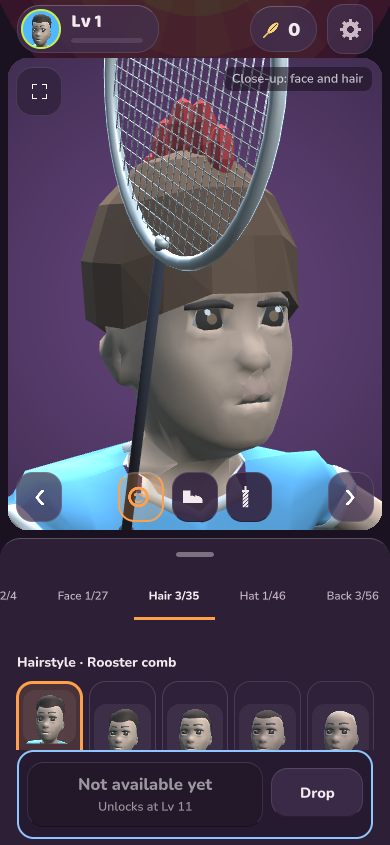 Lv 1
0
Close-up: face and hair
2/4
Face 1/27
Hair 3/35
Hat 1/46
Back 3/56
Hairstyle · Rooster comb
Not available yet
Unlocks at Lv 11
Drop